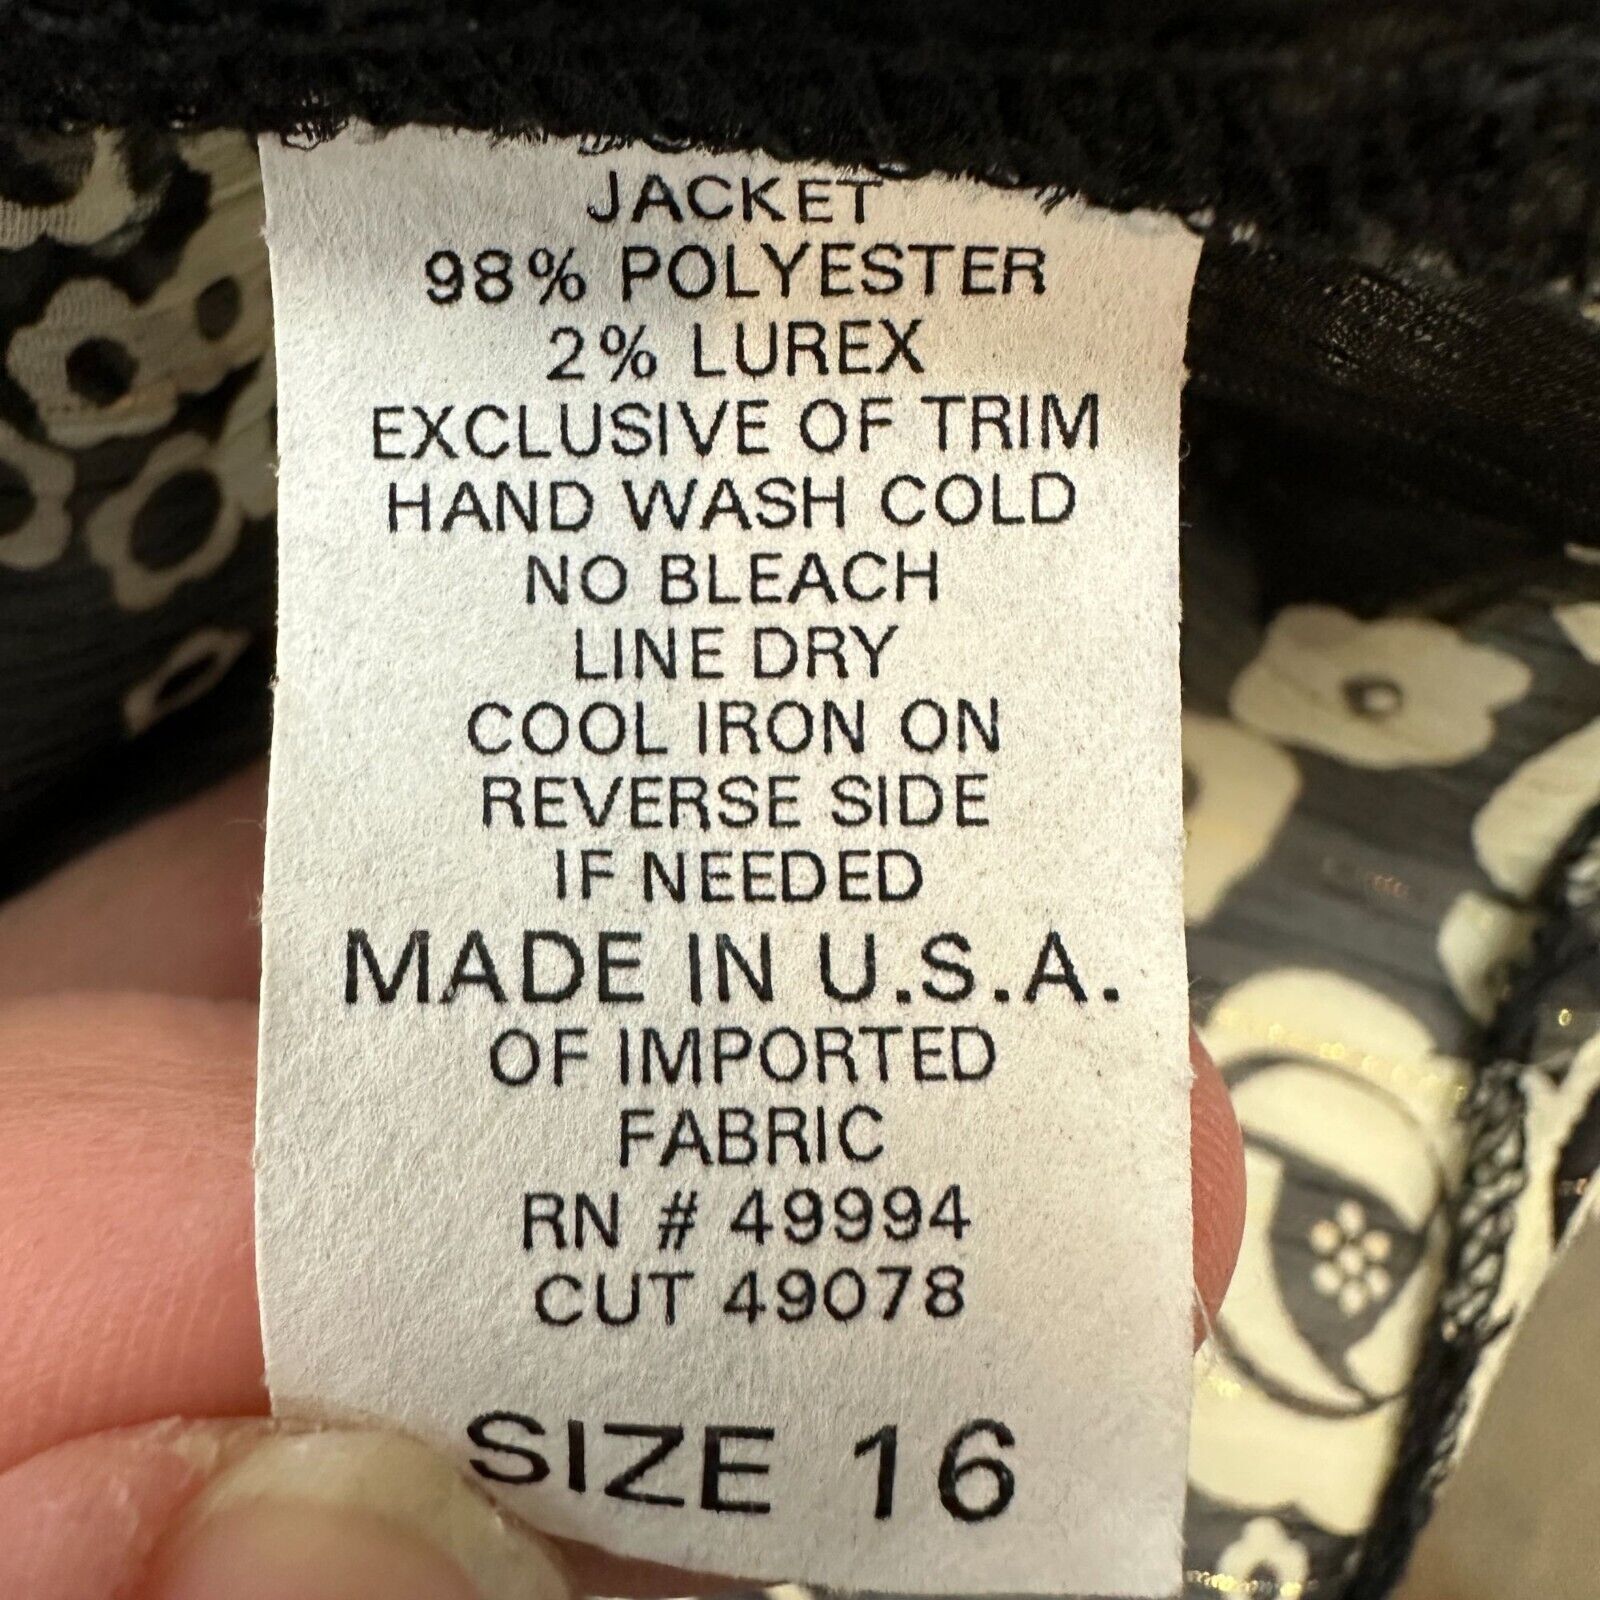 JACKET
98% POLYESTER
2% LUREX
EXCLUSIVE OF TRIM
HAND WASH COLD
NO BLEACH
LINE DRY
COOL IRON ON
REVERSE SIDE
IF NEEDED
MADE IN U.S.A.
OF IMPORTED
FABRIC
RN # 49994
CUT 49078
SIZE 16